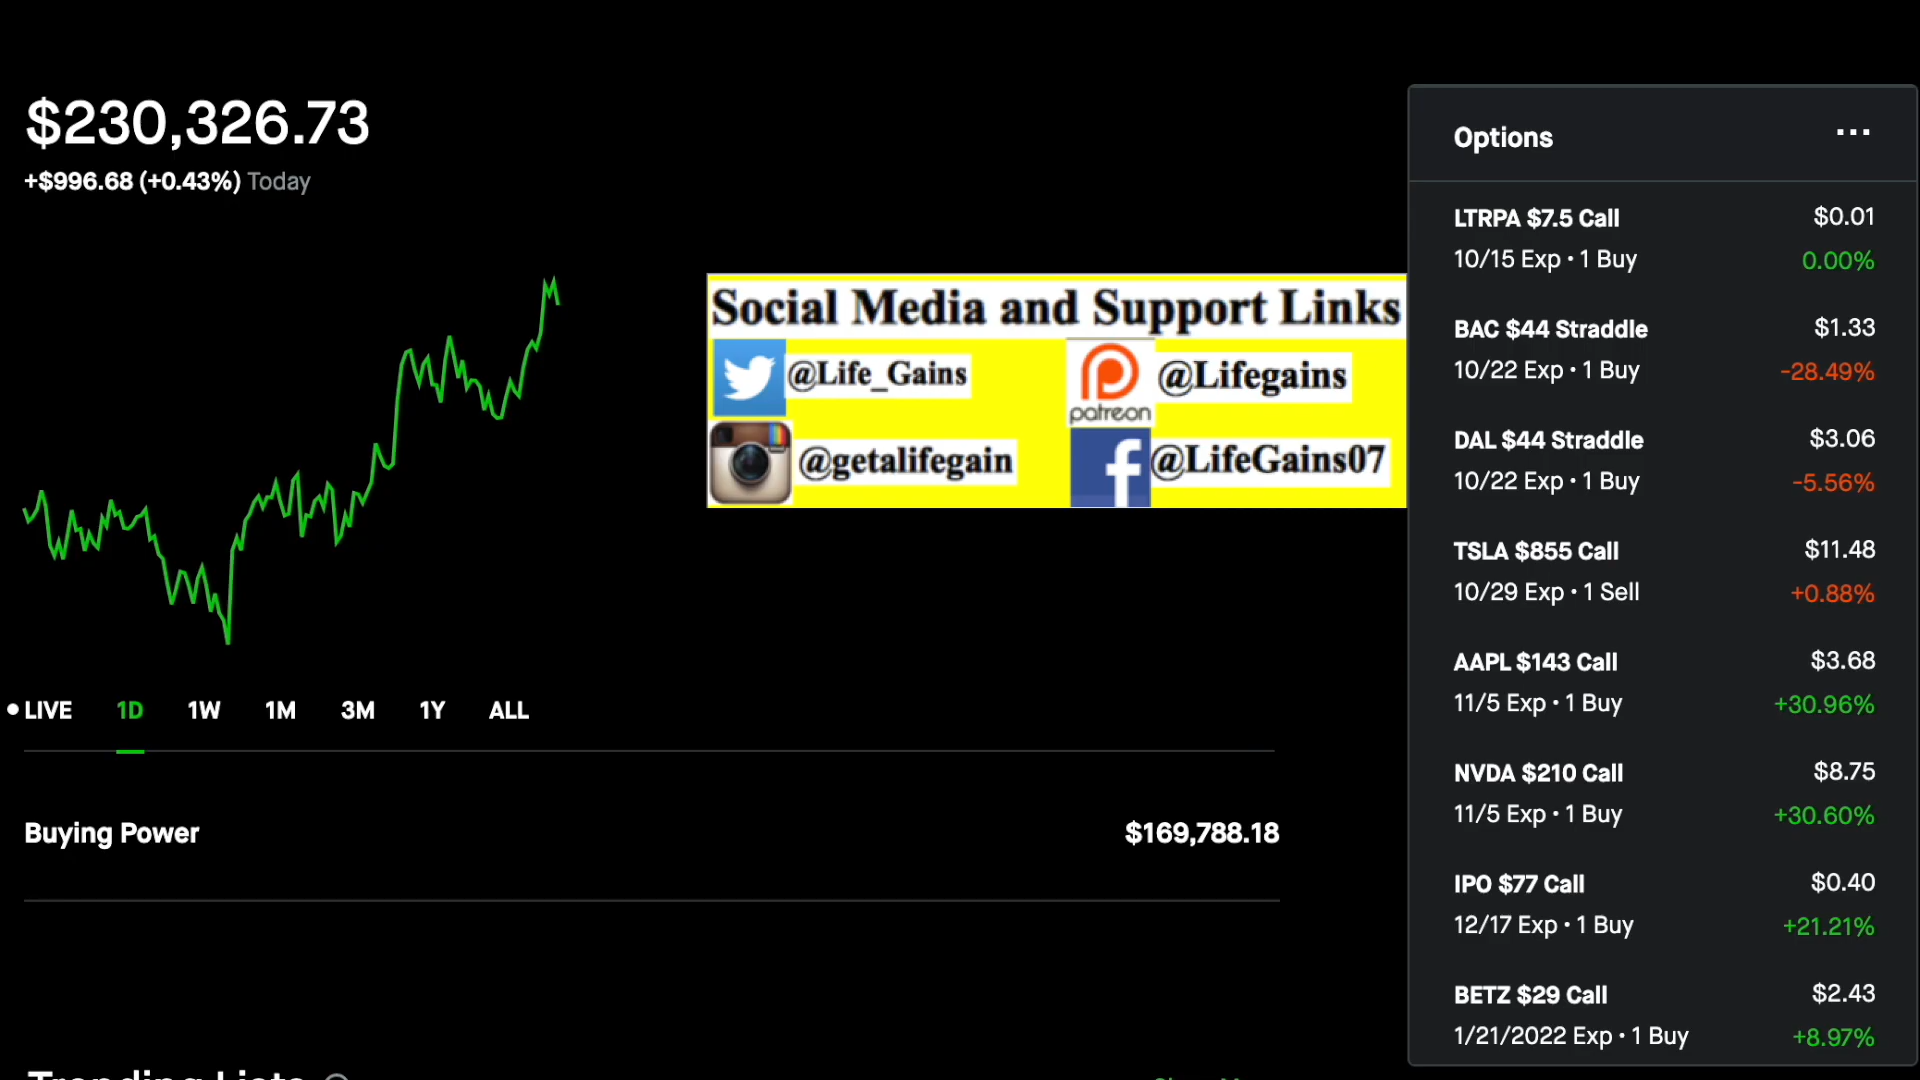 $230,326.73
+$996.68 (+0.43%) Today
Social Media and Support Links
@Life_Gains
patreon
@Lifegains
@getalifegain
@LifeGains07
LIVE 1D 1W 1M 3M 1Y ALL
Buying Power $169,788.18
Trending Lists
Options ...
LTRPA $7.5 Call $0.01
10/15 Exp • 1 Buy 0.00%
BAC $44 Straddle $1.33
10/22 Exp • 1 Buy -28.49%
DAL $44 Straddle $3.06
10/22 Exp • 1 Buy -5.56%
TSLA $855 Call $11.48
10/29 Exp • 1 Sell +0.88%
AAPL $143 Call $3.68
11/5 Exp • 1 Buy +30.96%
NVDA $210 Call $8.75
11/5 Exp • 1 Buy +30.60%
IPO $77 Call $0.40
12/17 Exp • 1 Buy +21.21%
BETZ $29 Call $2.43
1/21/2022 Exp • 1 Buy +8.97%